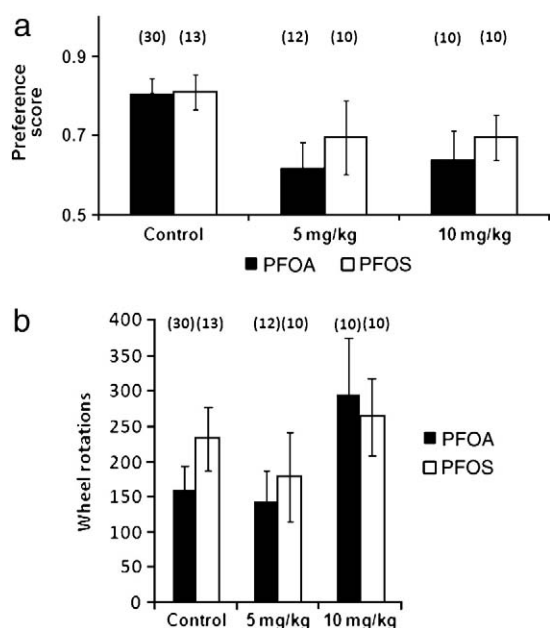 a
(30) (13) (12) (10) (10) (10)
Preference score
0.9
0.7
0.5
Control 5 mg/kg 10 mg/kg
PFOA PFOS
b
(30) (13) (12) (10) (10) (10)
Wheel rotations
400
350
300
250
200
150
100
50
0
PFOA
PFOS
Control 5 mg/kg 10 mg/kg